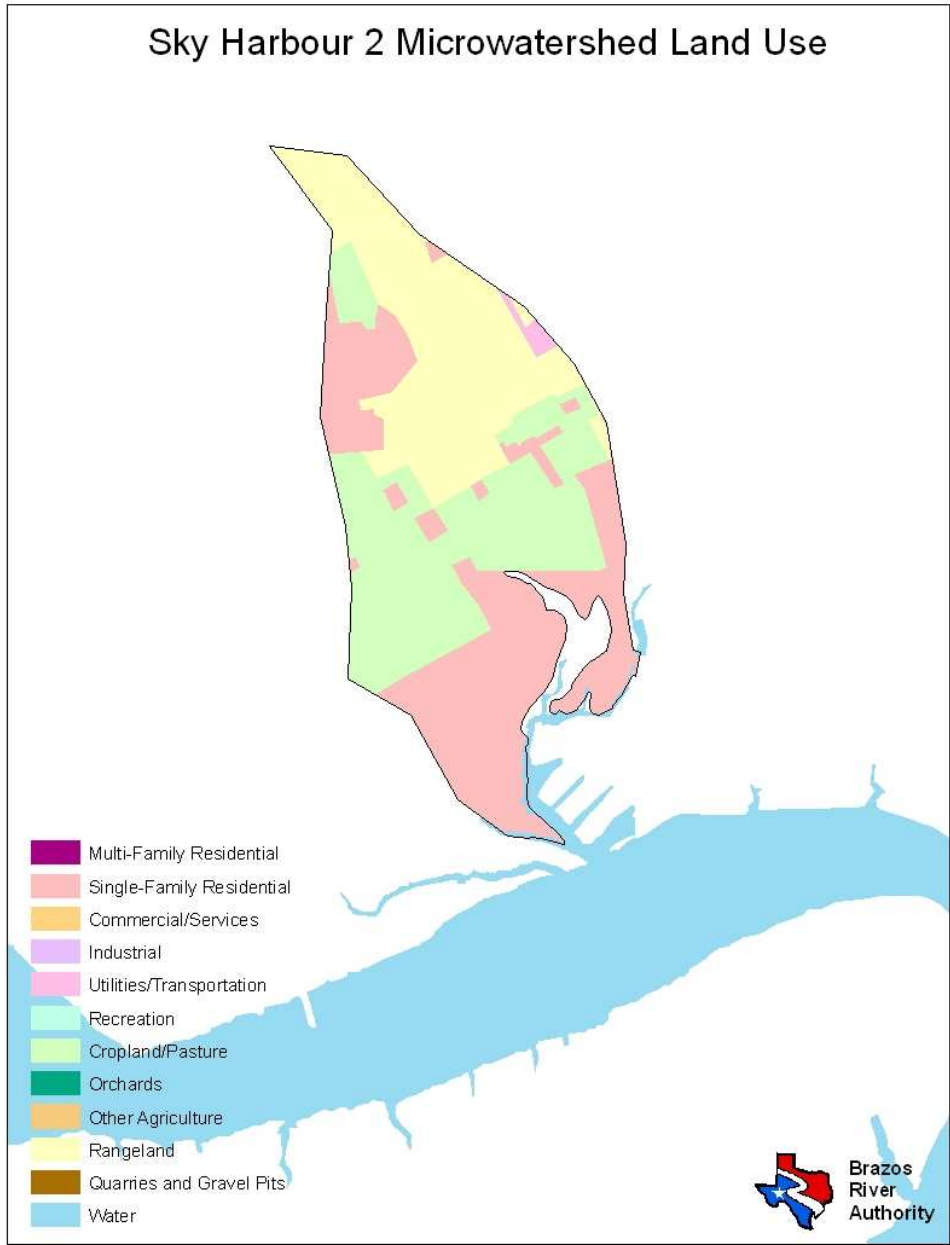 Sky Harbour 2 Microwatershed Land Use
Multi-Family Residential
Single-Family Residential
Commercial/Services
Industrial
Utilities/Transportation
Recreation
Cropland/Pasture
Orchards
Other Agriculture
Rangeland
Quarries and Gravel Pits
Water
Brazos
River
Authority